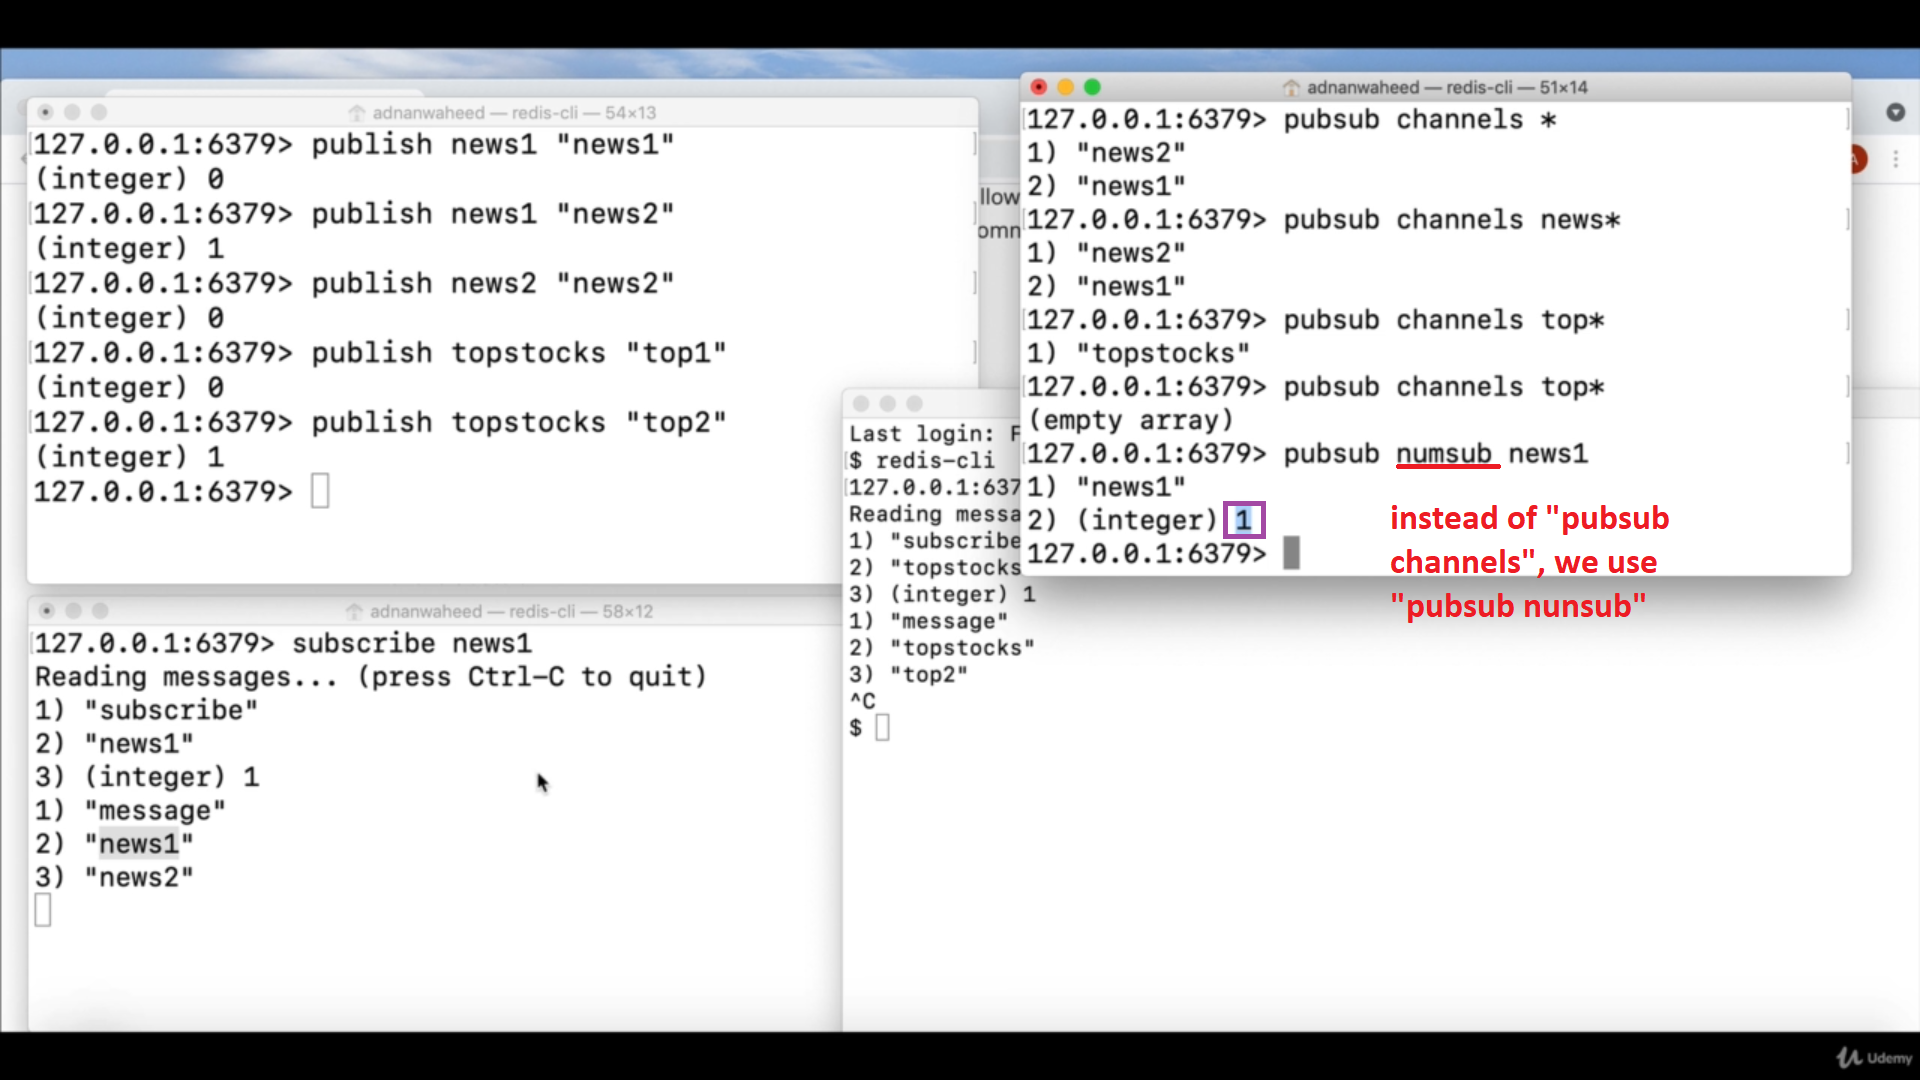 adnanwaheed — redis-cli — 54×13
127.0.0.1:6379> publish news1 "news1"
(integer) 0
127.0.0.1:6379> publish news1 "news2"
(integer) 1
127.0.0.1:6379> publish news2 "news2"
(integer) 0
127.0.0.1:6379> publish topstocks "top1"
(integer) 0
127.0.0.1:6379> publish topstocks "top2"
(integer) 1
127.0.0.1:6379>
adnanwaheed — redis-cli — 51×14
127.0.0.1:6379> pubsub channels *
1) "news2"
2) "news1"
127.0.0.1:6379> pubsub channels news*
1) "news2"
2) "news1"
127.0.0.1:6379> pubsub channels top*
1) "topstocks"
127.0.0.1:6379> pubsub channels top*
(empty array)
127.0.0.1:6379> pubsub numsub news1
1) "news1"
2) (integer) 1
127.0.0.1:6379>
instead of "pubsub
channels", we use
"pubsub nunsub"
adnanwaheed — redis-cli — 58×12
127.0.0.1:6379> subscribe news1
Reading messages... (press Ctrl-C to quit)
1) "subscribe"
2) "news1"
3) (integer) 1
1) "message"
2) "news1"
3) "news2"
Last login: F
$ redis-cli
127.0.0.1:637
Reading messa
1) "subscribe
2) "topstocks
3) (integer) 1
1) "message"
2) "topstocks"
3) "top2"
^C
$
A
Udemy